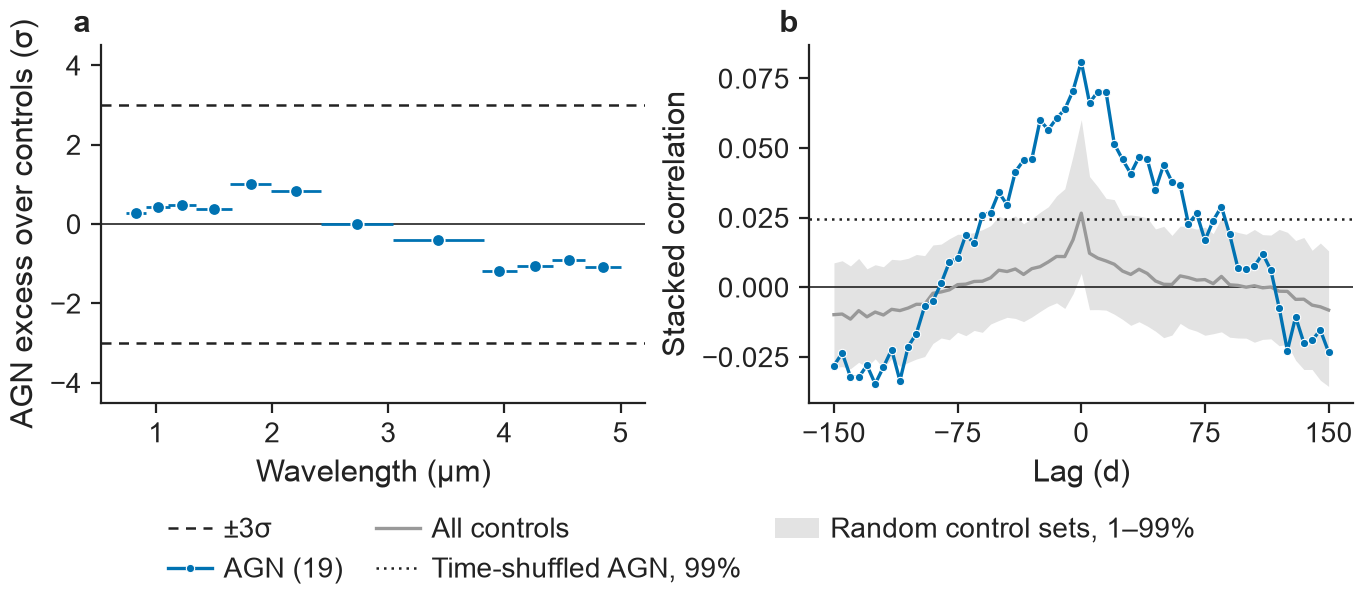 a
AGN excess over controls (σ)
4
2
0
−2
−4
1 2 3 4 5
Wavelength (μm)
b
Stacked correlation
0.075
0.050
0.025
0.000
−0.025
−150 −75 0 75 150
Lag (d)
±3σ
All controls
Random control sets, 1–99%
AGN (19)
Time-shuffled AGN, 99%